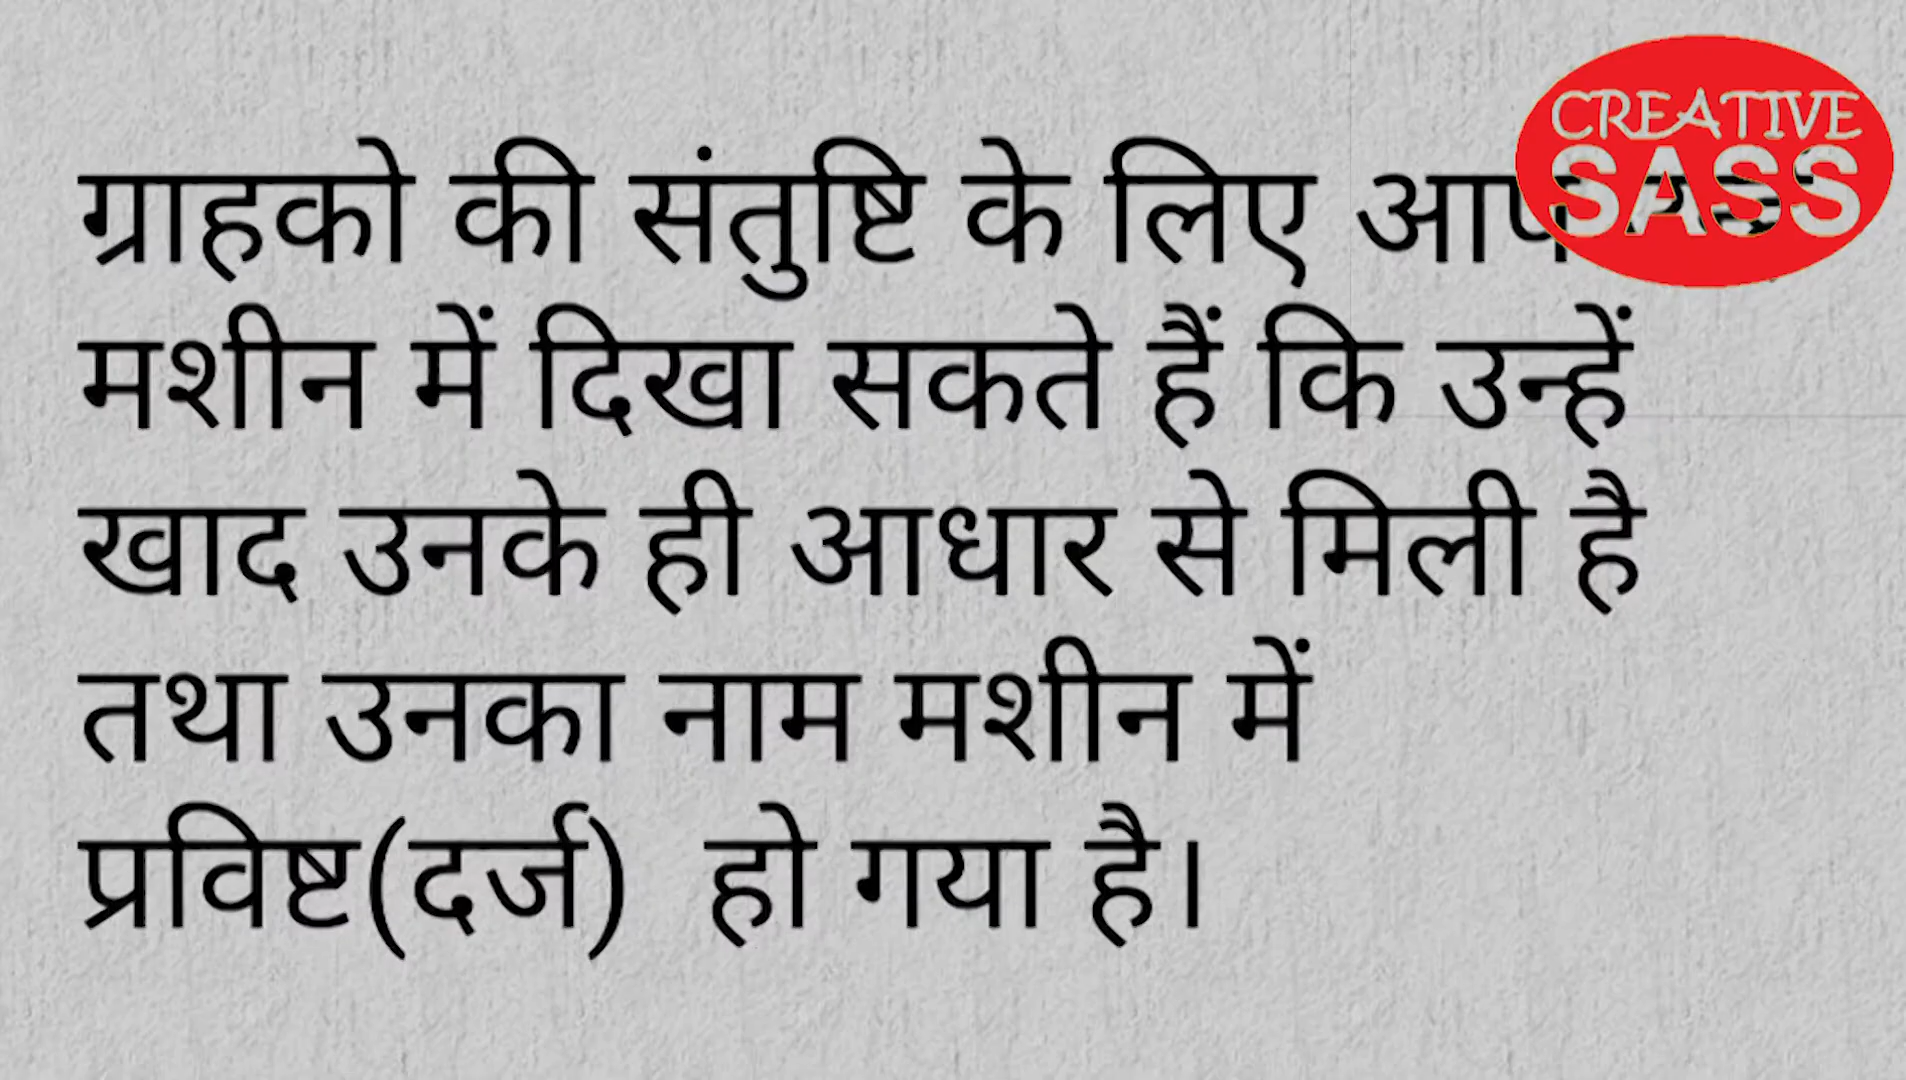 ग्राहको की संतुष्टि के लिए आप
CREATIVE
SASS
मशीन में दिखा सकते हैं कि उन्हें
खाद उनके ही आधार से मिली है
तथा उनका नाम मशीन में
प्रविष्ट(दर्ज) हो गया है।